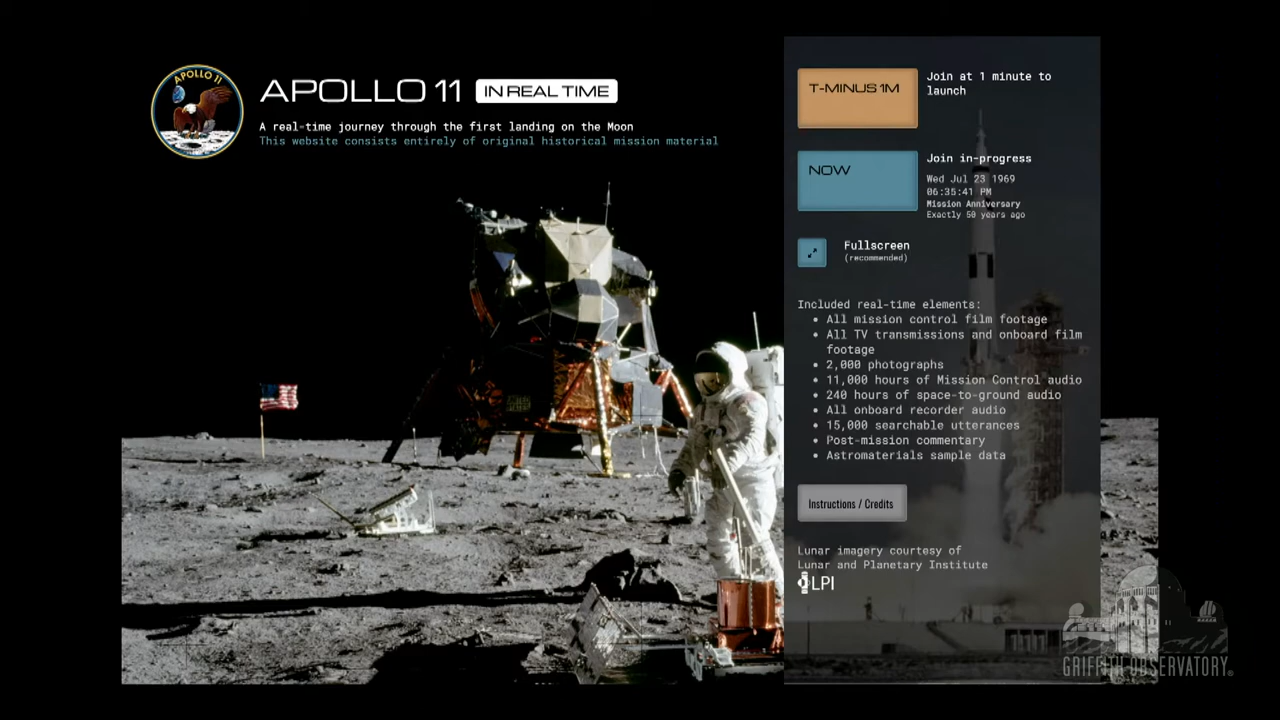 APOLLO 11
APOLLO 11 IN REAL TIME
A real-time journey through the first landing on the Moon
This website consists entirely of original historical mission material
UNITED
STATES
T-MINUS 1M
Join at 1 minute to
launch
NOW
Join in-progress
Wed Jul 23 1969
06:35:41 PM
Mission Anniversary
Exactly 50 years ago
Fullscreen
(recommended)
Included real-time elements:
• All mission control film footage
• All TV transmissions and onboard film
footage
• 2,000 photographs
• 11,000 hours of Mission Control audio
• 240 hours of space-to-ground audio
• All onboard recorder audio
• 15,000 searchable utterances
• Post-mission commentary
• Astromaterials sample data
Instructions / Credits
Lunar imagery courtesy of
Lunar and Planetary Institute
LPI
GRIFFITH OBSERVATORY®